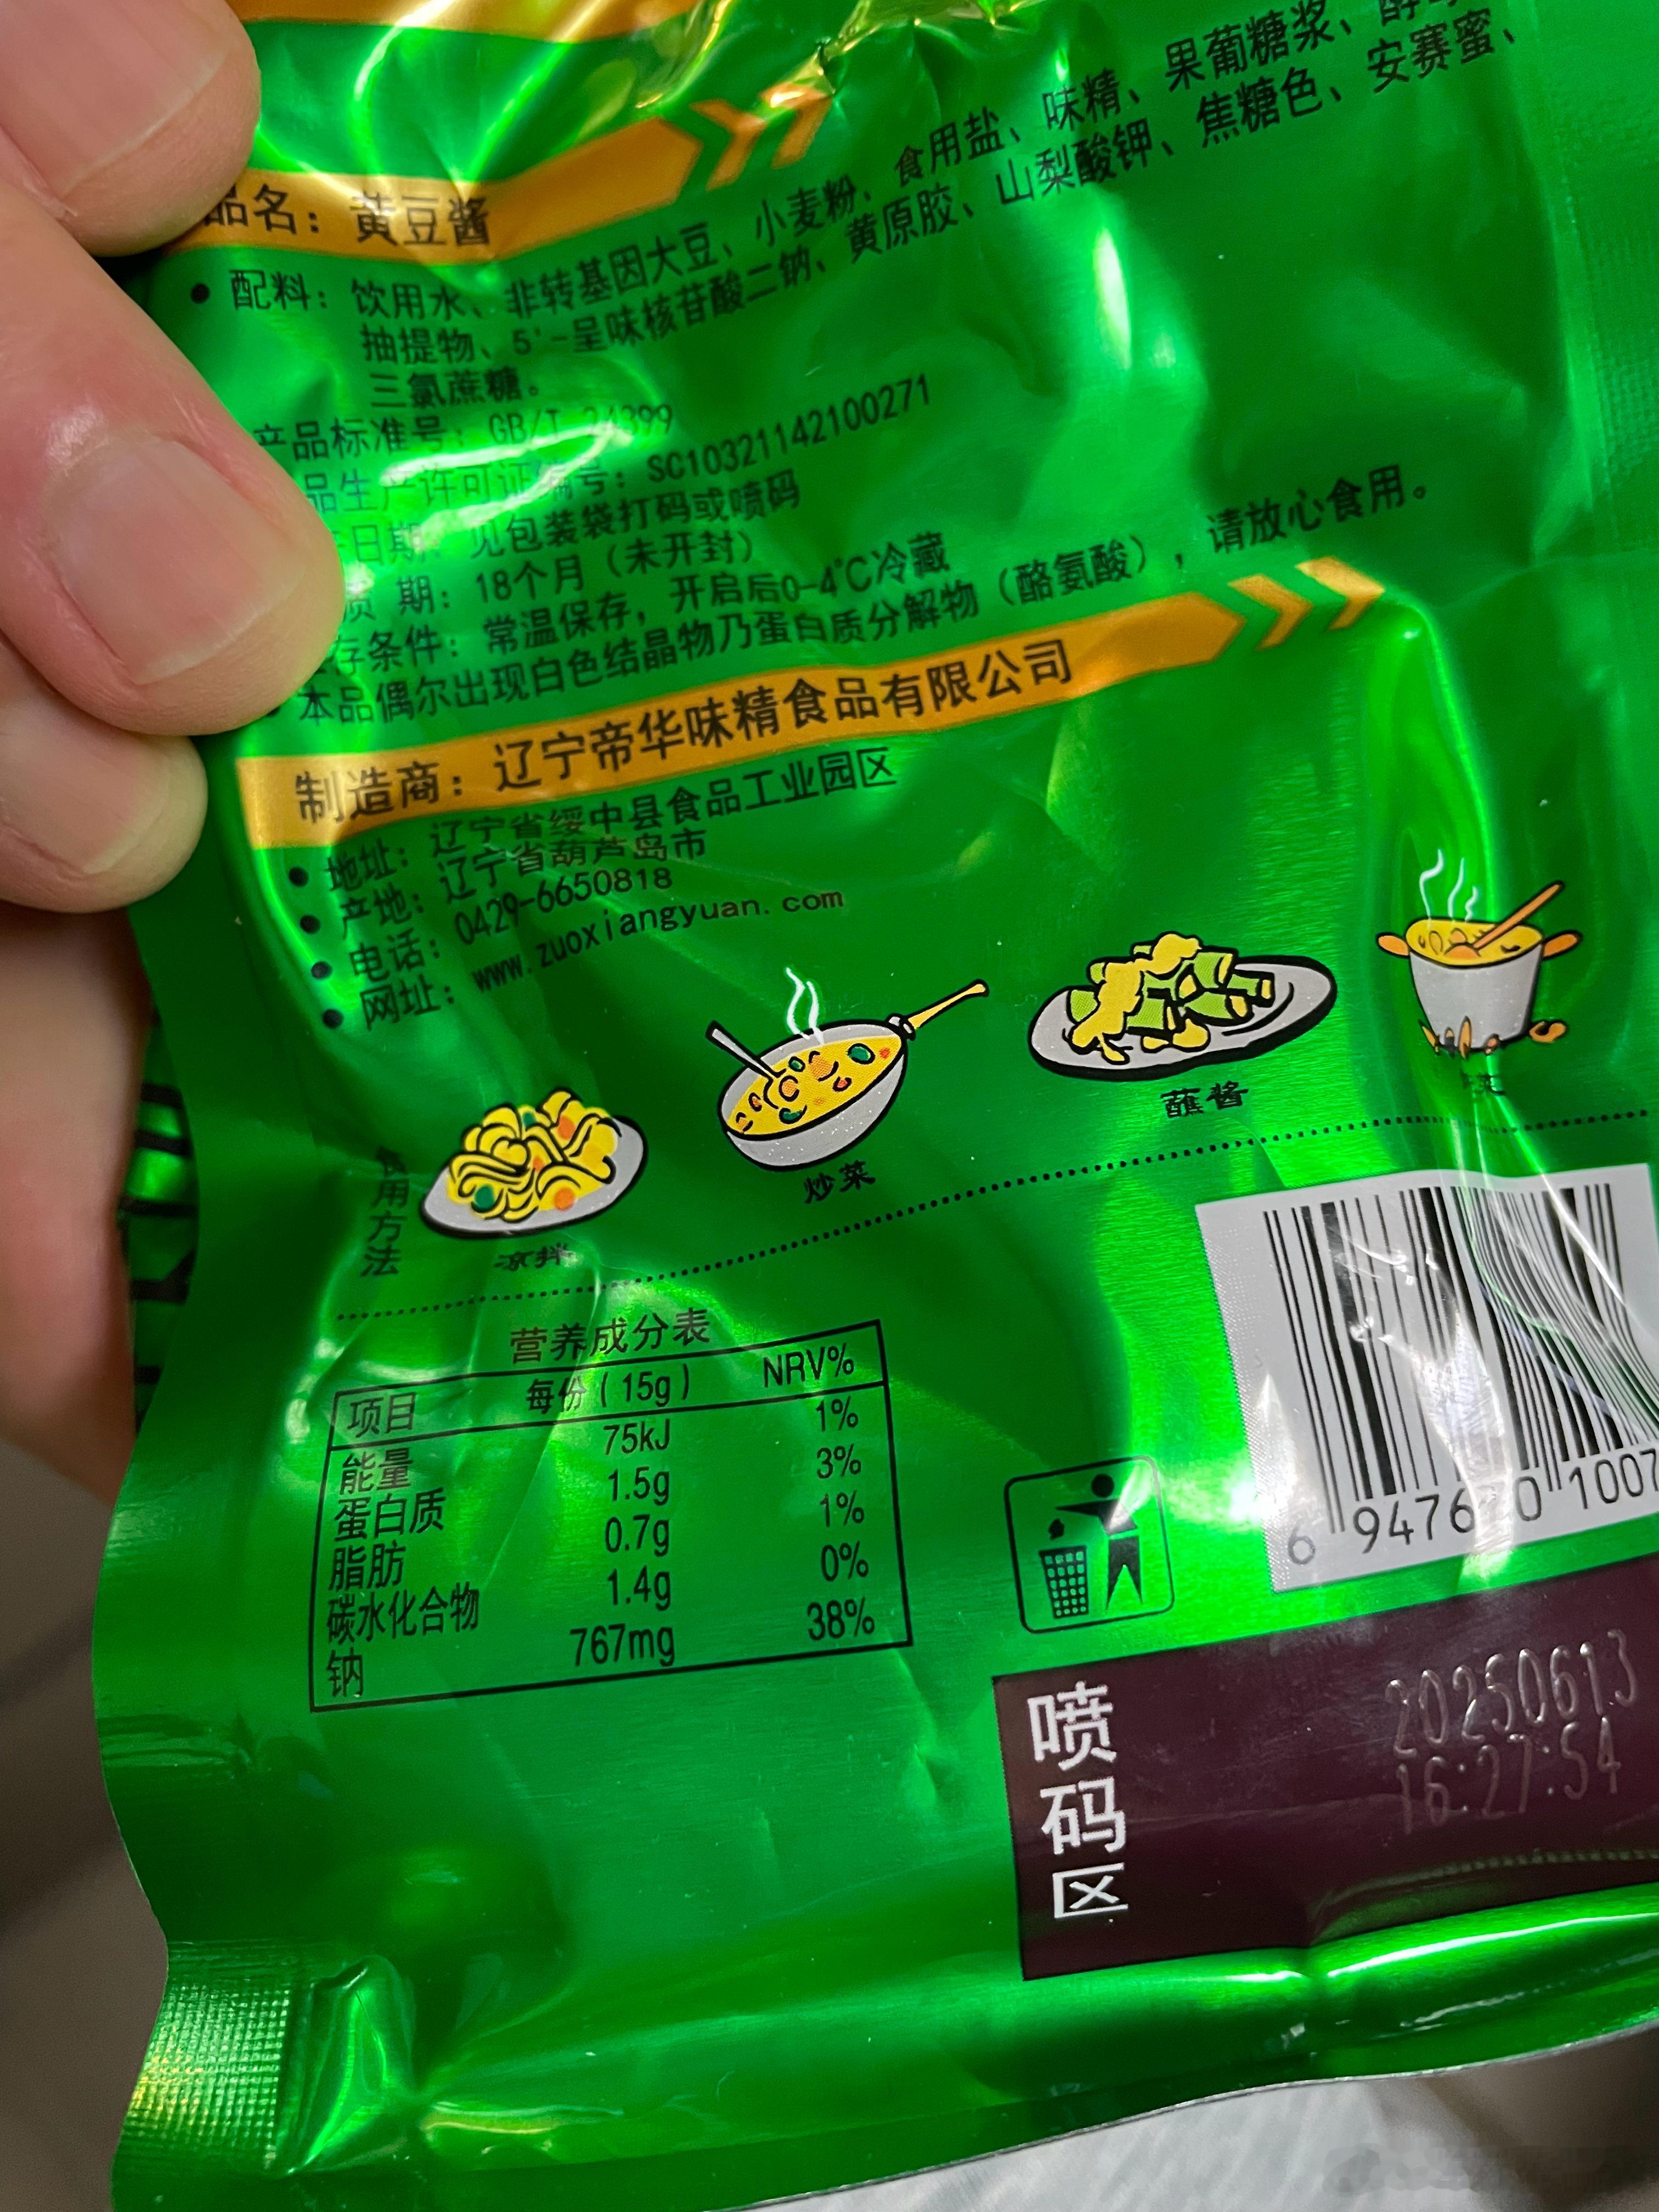 品名：黄豆酱
• 配料：饮用水、非转基因大豆、小麦粉、食用盐、味精、果葡糖浆、
抽提物、5'-呈味核苷酸二钠、黄原胶、山梨酸钾、焦糖色、安赛蜜、
三氯蔗糖。
产品标准号：GB/T 24399
品生产许可证编号：SC10321142100271
日期：见包装袋打码或喷码
质 期：18个月（未开封）
存条件：常温保存，开启后0-4℃冷藏
本品偶尔出现白色结晶物乃蛋白质分解物（酪氨酸），请放心食用。
制造商：辽宁帝华味精食品有限公司
• 地址：辽宁省绥中县食品工业园区
• 产地：辽宁省葫芦岛市
• 电话：0429-6650818
• 网址：www.zuoxiangyuan.com
食用方法
凉拌
炒菜
蘸酱
营养成分表
项目 每份（15g） NRV%
能量 75kJ 1%
蛋白质 1.5g 3%
脂肪 0.7g 1%
碳水化合物 1.4g 0%
钠 767mg 38%
喷码区
20250613
16:27:54